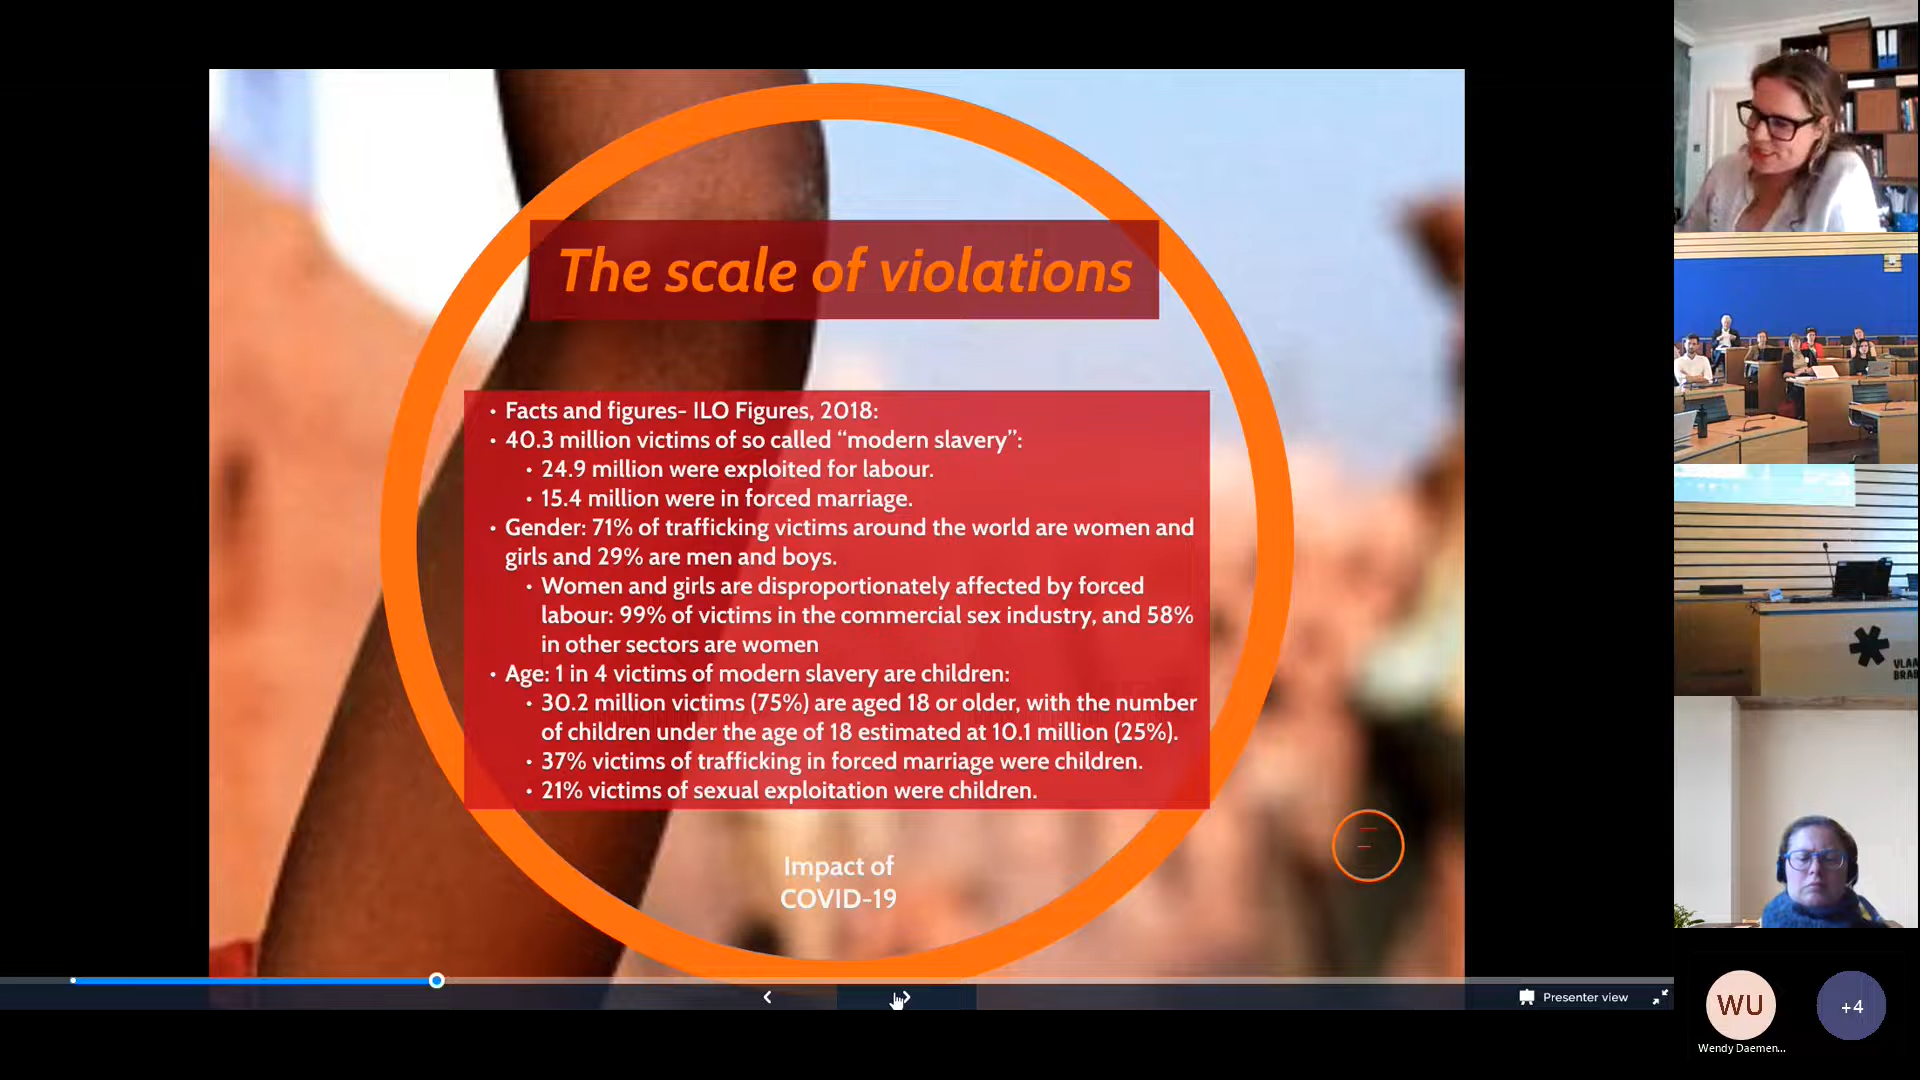 The scale of violations
• Facts and figures- ILO Figures, 2018:
• 40.3 million victims of so called “modern slavery”:
• 24.9 million were exploited for labour.
• 15.4 million were in forced marriage.
• Gender: 71% of trafficking victims around the world are women and
girls and 29% are men and boys.
• Women and girls are disproportionately affected by forced
labour: 99% of victims in the commercial sex industry, and 58%
in other sectors are women
• Age: 1 in 4 victims of modern slavery are children:
• 30.2 million victims (75%) are aged 18 or older, with the number
of children under the age of 18 estimated at 10.1 million (25%).
• 37% victims of trafficking in forced marriage were children.
• 21% victims of sexual exploitation were children.
Impact of
COVID-19
Presenter view
VLAA
BRAB
WU
+4
Wendy Daemen...